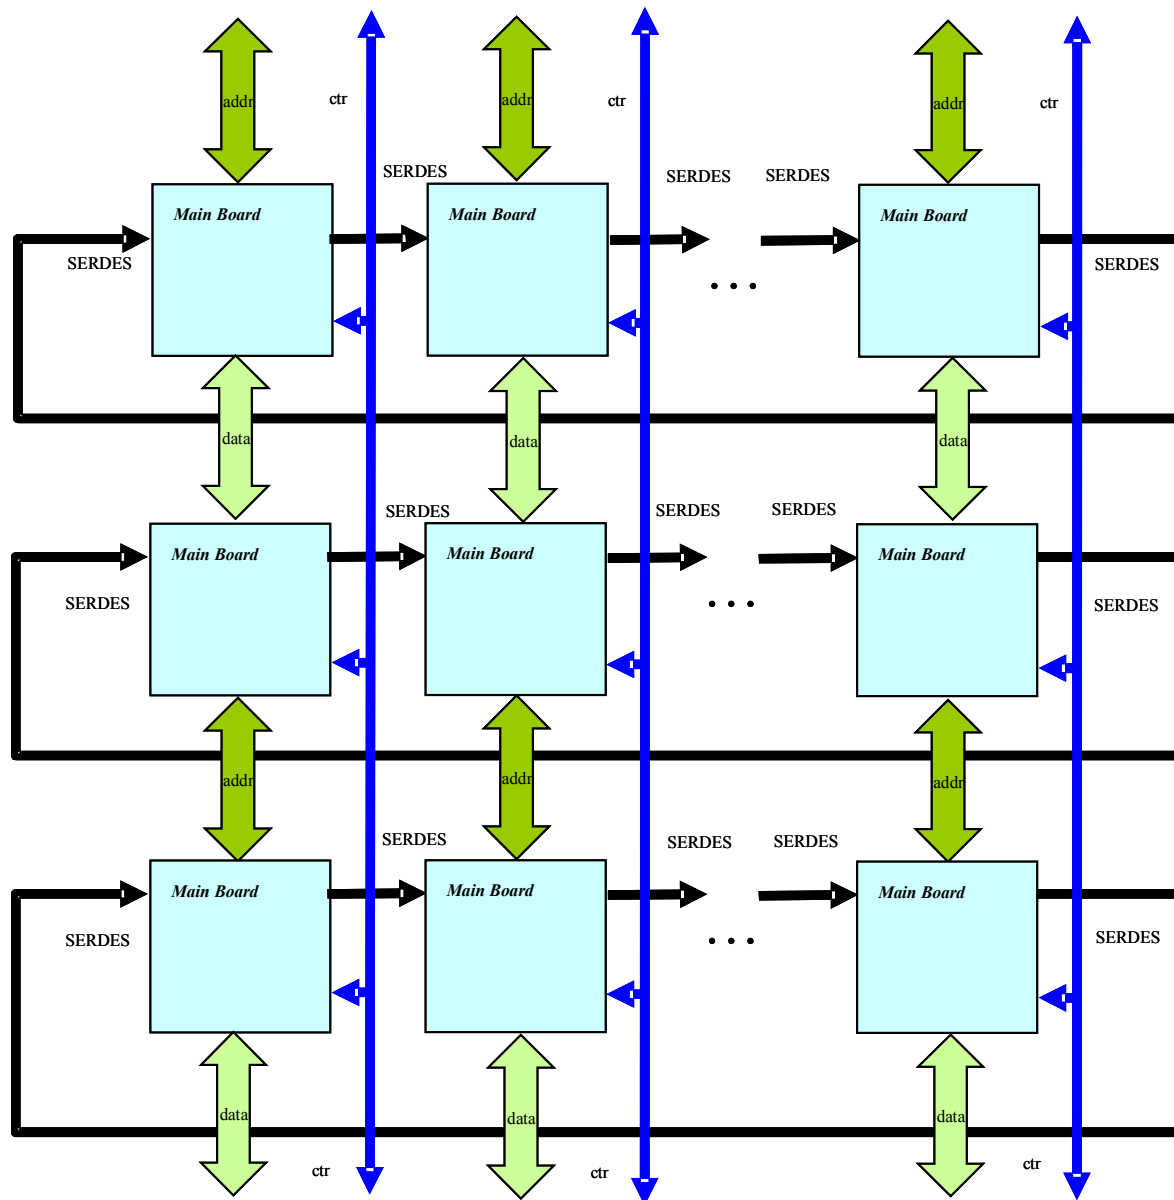 addr
addr
addr
ctr
ctr
ctr
SERDES
SERDES
SERDES
Main Board
Main Board
Main Board
SERDES
SERDES
. . .
data
data
data
SERDES
SERDES
SERDES
Main Board
Main Board
Main Board
SERDES
SERDES
. . .
addr
addr
addr
SERDES
SERDES
SERDES
Main Board
Main Board
Main Board
SERDES
SERDES
. . .
data
data
data
ctr
ctr